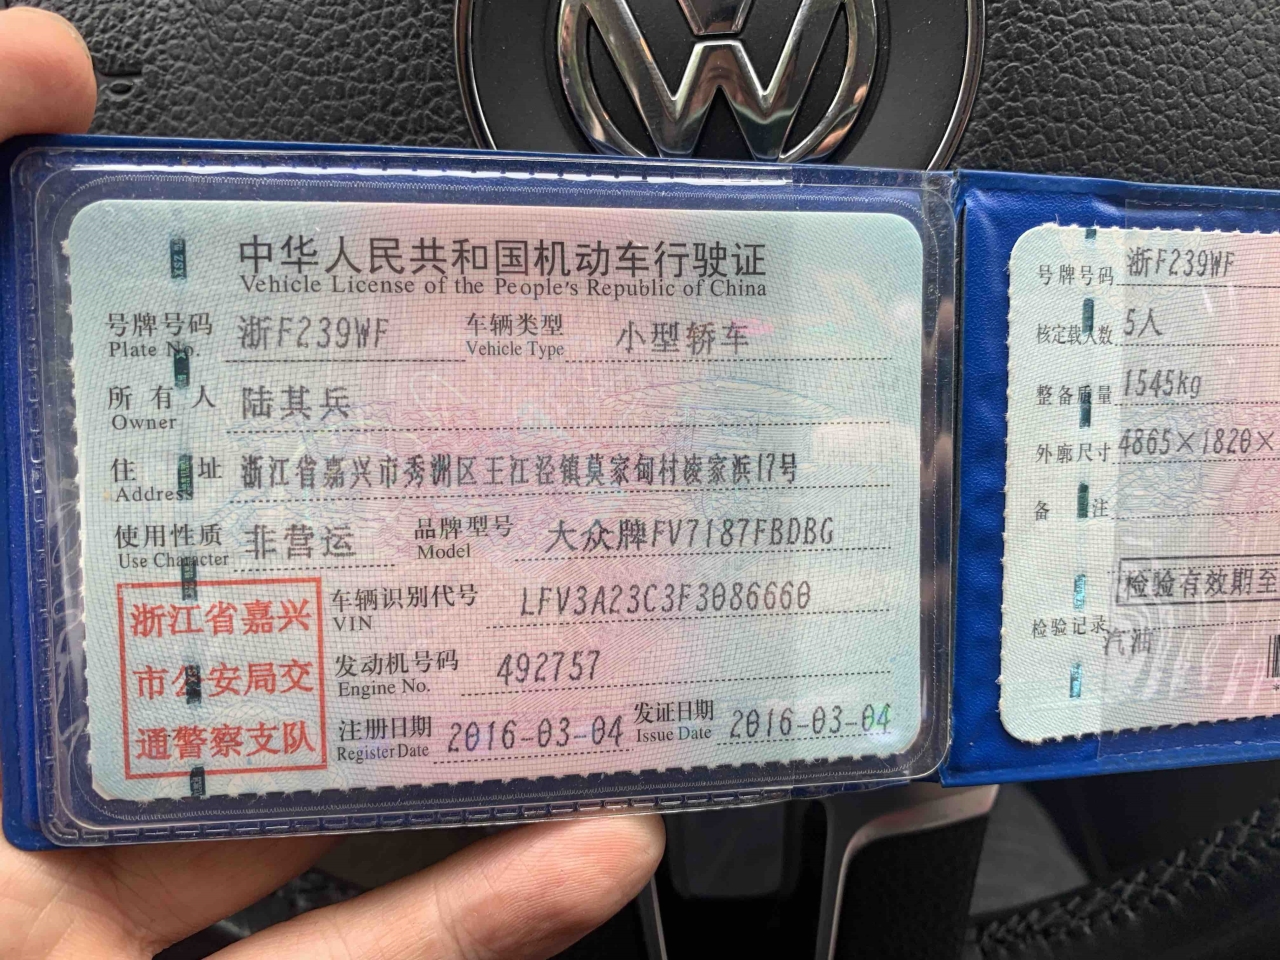 中华人民共和国机动车行驶证
Vehicle License of the People's Republic of China
号牌号码 浙F239WF 车辆类型 小型轿车
Plate No. Vehicle Type
所有人 陆其兵
Owner
住址 浙江省嘉兴市秀洲区王江泾镇莫家甸村凌家浜17号
Address
使用性质 非营运 品牌型号 大众牌FV7187FBDBG
Use Character Model
浙江省嘉兴
市公安局交
通警察支队
车辆识别代号 LFV3A23C3F3086660
VIN
发动机号码 492757
Engine No.
注册日期 2016-03-04 发证日期 2016-03-04
Register Date Issue Date
号牌号码 浙F239WF
核定载人数 5人
整备质量 1545kg
外廓尺寸 4865×1820×
备注
检验有效期至
检验记录
汽油